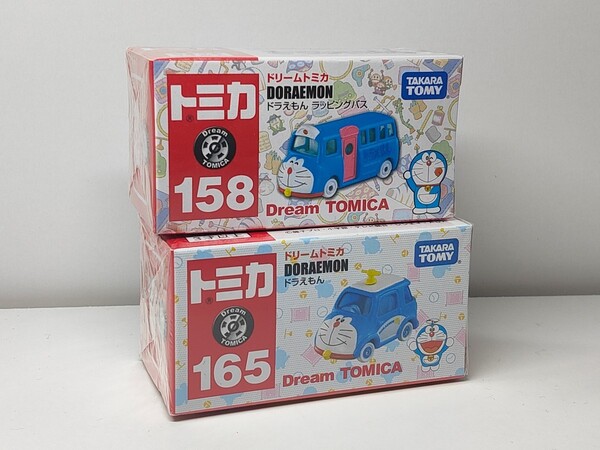 トミカ
Dream
TOMICA
158
ドリームトミカ
DORAEMON
ドラえもん ラッピングバス
TAKARA
TOMY
Dream TOMICA
トミカ
Dream
TOMICA
165
ドリームトミカ
DORAEMON
ドラえもん
TAKARA
TOMY
Dream TOMICA